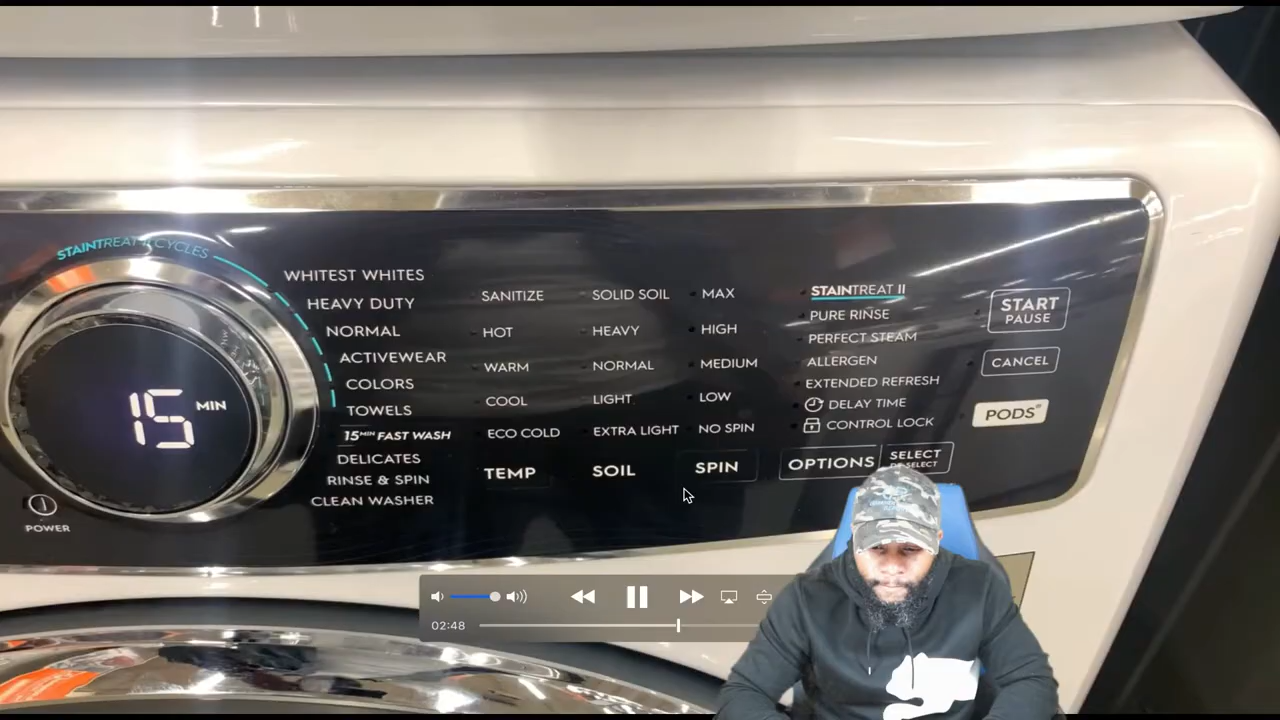 STAINTREAT II CYCLES
WHITEST WHITES
HEAVY DUTY
NORMAL
ACTIVEWEAR
COLORS
TOWELS
15MIN FAST WASH
DELICATES
RINSE & SPIN
CLEAN WASHER
15 MIN
POWER
SANITIZE
HOT
WARM
COOL
ECO COLD
TEMP
SOLID SOIL
HEAVY
NORMAL
LIGHT
EXTRA LIGHT
SOIL
MAX
HIGH
MEDIUM
LOW
NO SPIN
SPIN
STAINTREAT II
PURE RINSE
PERFECT STEAM
ALLERGEN
EXTENDED REFRESH
DELAY TIME
CONTROL LOCK
OPTIONS
SELECT
DE-SELECT
START
PAUSE
CANCEL
PODS®
02:48